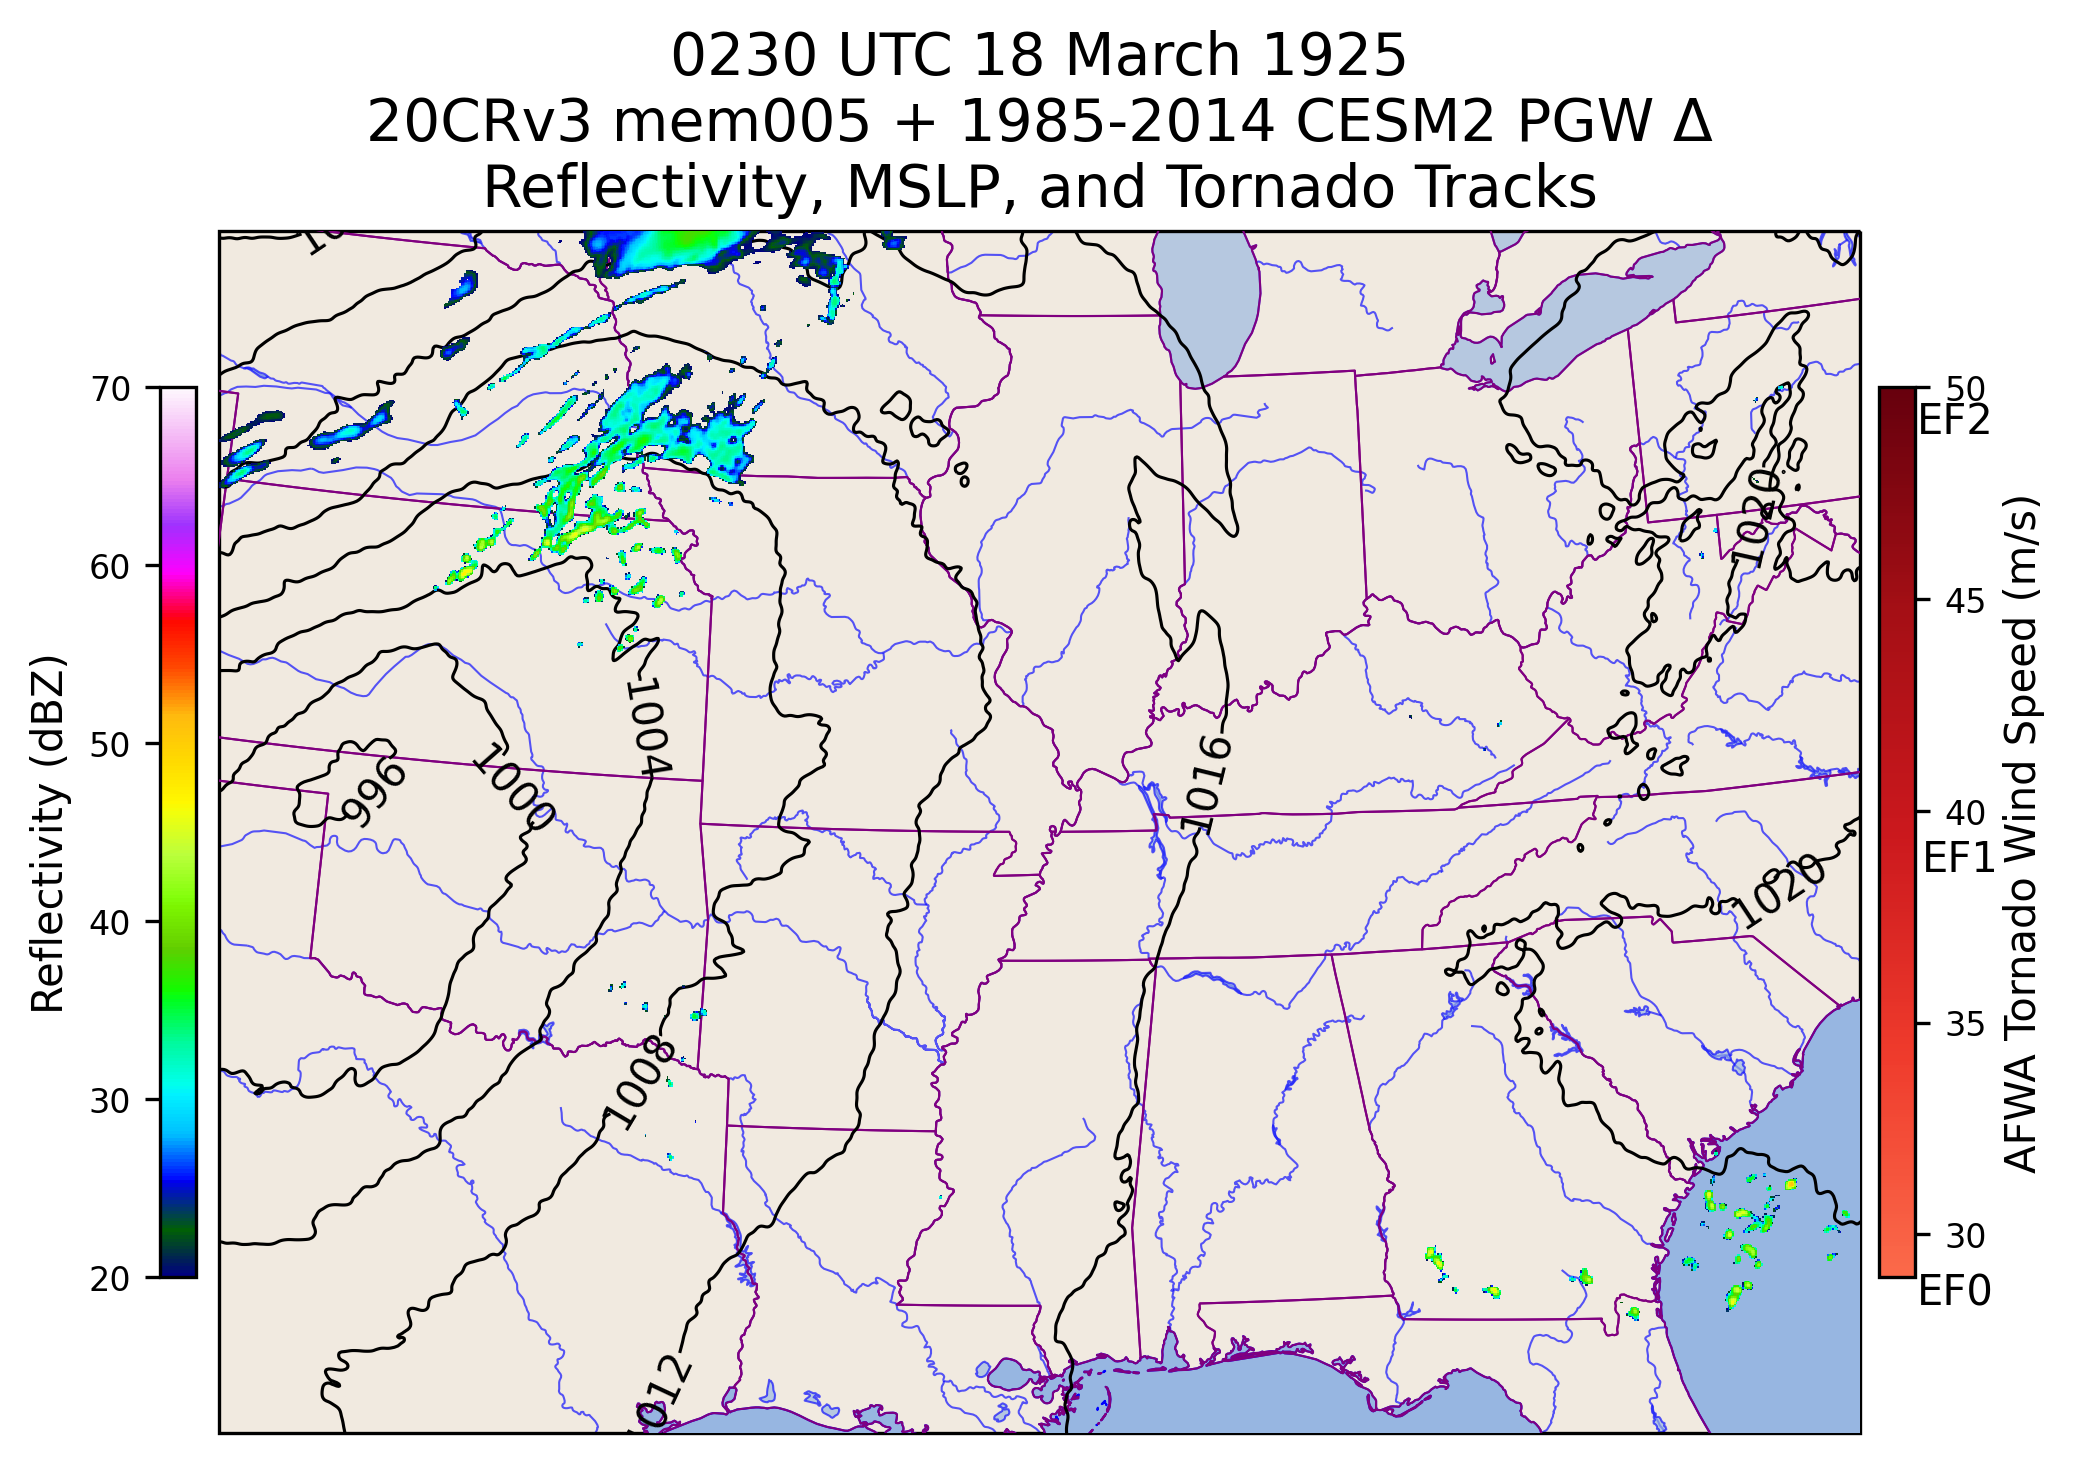 0230 UTC 18 March 1925
20CRv3 mem005 + 1985-2014 CESM2 PGW Δ
Reflectivity, MSLP, and Tornado Tracks
70
60
50
40
30
20
Reflectivity (dBZ)
1004
996
1000
1016
1020
1020
1008
1012
50
EF2
45
40
EF1
35
30
EF0
AFWA Tornado Wind Speed (m/s)